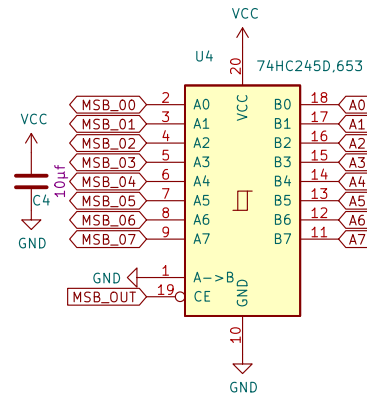 VCC
U4
74HC245D,653
20
VCC
MSB_00 2 A0 B0 18 A0
MSB_01 3 A1 B1 17 A1
MSB_02 4 A2 B2 16 A2
MSB_03 5 A3 B3 15 A3
MSB_04 6 A4 B4 14 A4
MSB_05 7 A5 B5 13 A5
MSB_06 8 A6 B6 12 A6
MSB_07 9 A7 B7 11 A7
GND 1 A->B
MSB_OUT 19 CE
GND
10
GND
VCC
10µf
C4
GND